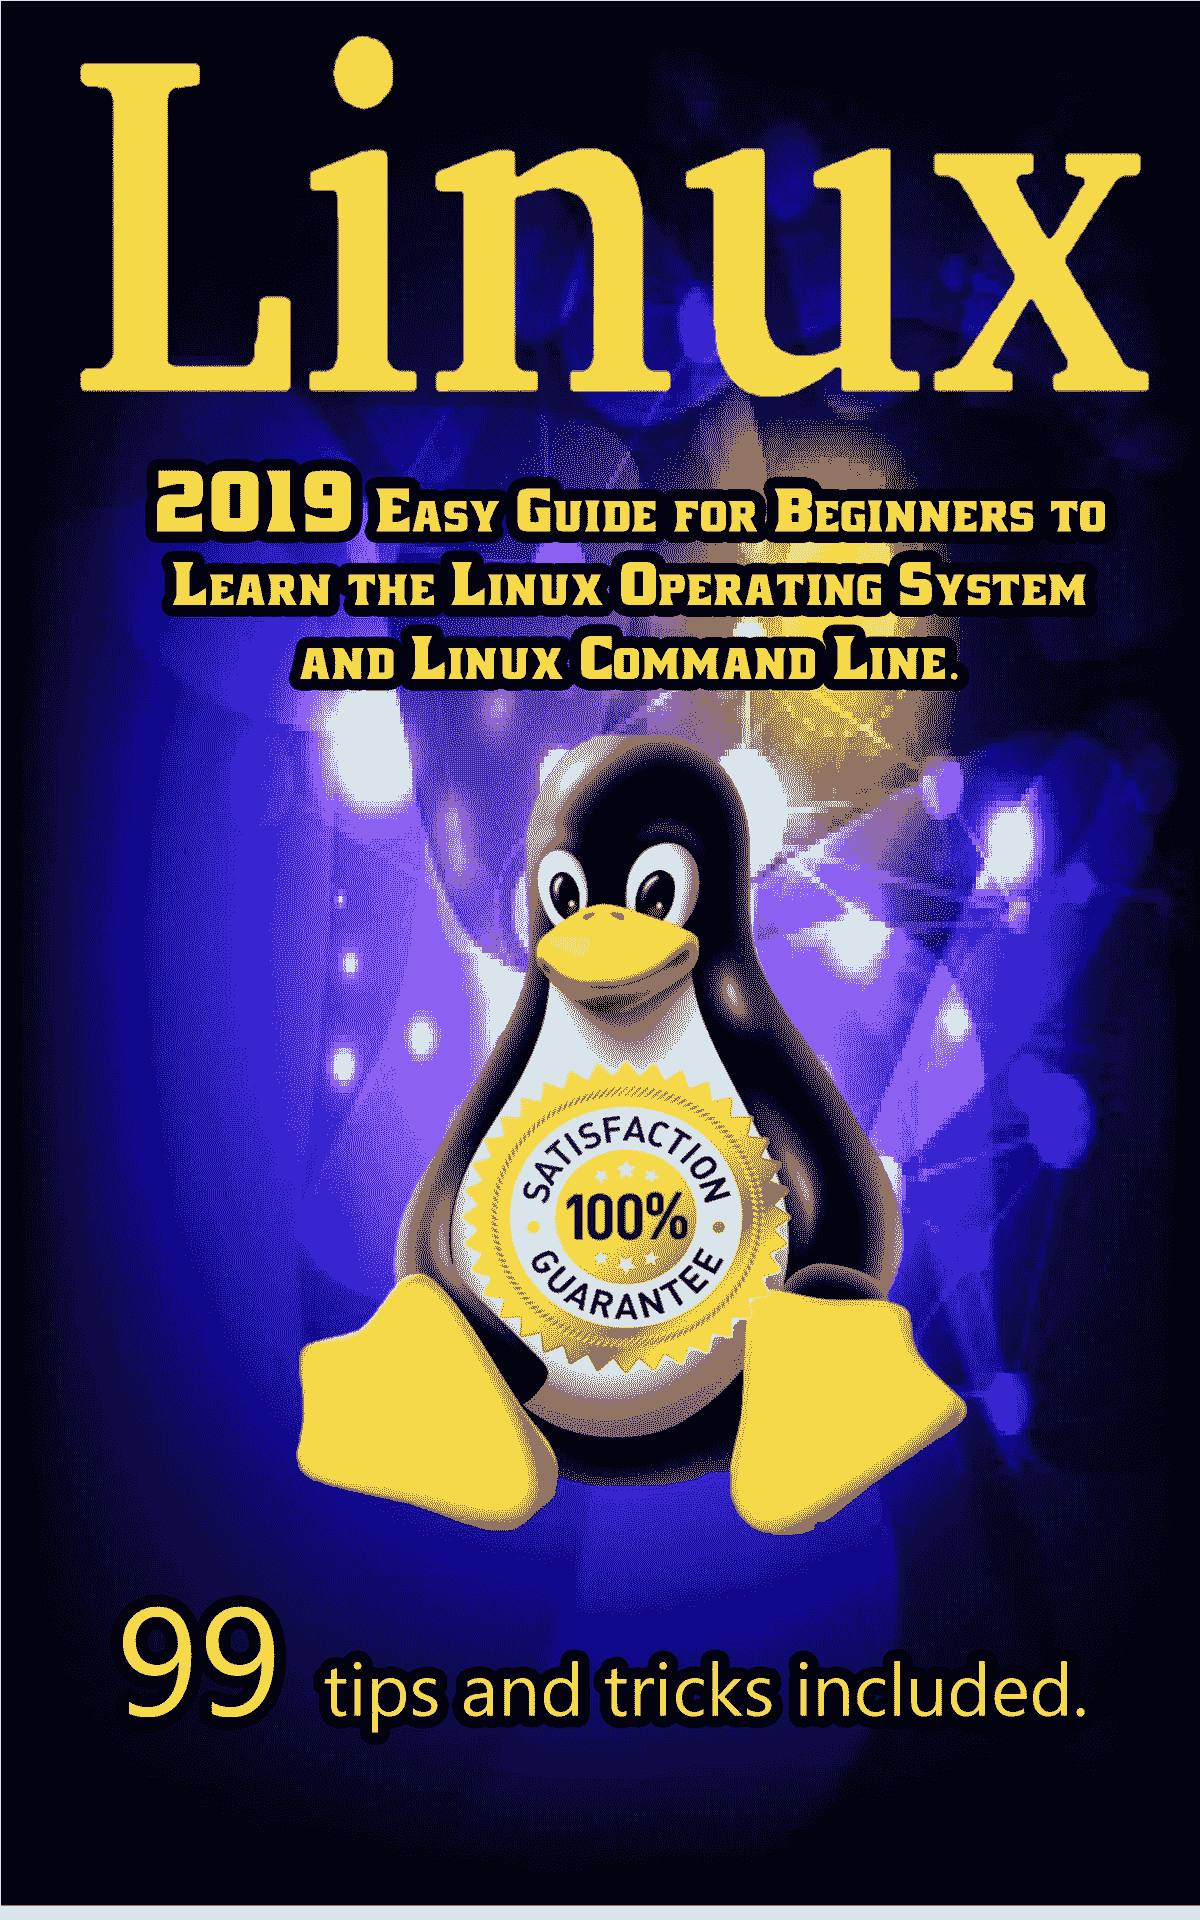 Linux
2019 Easy Guide for Beginners to
Learn the Linux Operating System
and Linux Command Line.
SATISFACTION
100%
GUARANTEE
99 tips and tricks included.